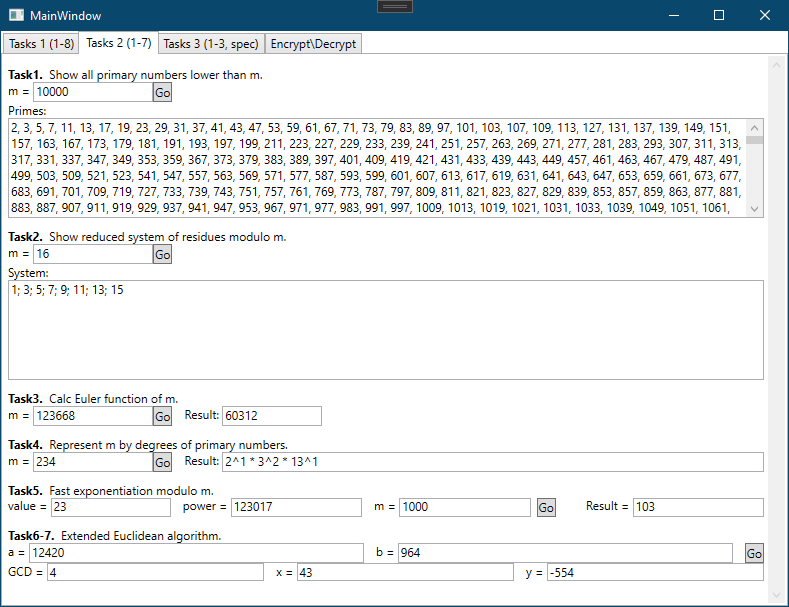 MainWindow
Tasks 1 (1-8) Tasks 2 (1-7) Tasks 3 (1-3, spec) Encrypt\Decrypt
Task1. Show all primary numbers lower than m.
m = 10000 Go
Primes:
2, 3, 5, 7, 11, 13, 17, 19, 23, 29, 31, 37, 41, 43, 47, 53, 59, 61, 67, 71, 73, 79, 83, 89, 97, 101, 103, 107, 109, 113, 127, 131, 137, 139, 149, 151,
157, 163, 167, 173, 179, 181, 191, 193, 197, 199, 211, 223, 227, 229, 233, 239, 241, 251, 257, 263, 269, 271, 277, 281, 283, 293, 307, 311, 313,
317, 331, 337, 347, 349, 353, 359, 367, 373, 379, 383, 389, 397, 401, 409, 419, 421, 431, 433, 439, 443, 449, 457, 461, 463, 467, 479, 487, 491,
499, 503, 509, 521, 523, 541, 547, 557, 563, 569, 571, 577, 587, 593, 599, 601, 607, 613, 617, 619, 631, 641, 643, 647, 653, 659, 661, 673, 677,
683, 691, 701, 709, 719, 727, 733, 739, 743, 751, 757, 761, 769, 773, 787, 797, 809, 811, 821, 823, 827, 829, 839, 853, 857, 859, 863, 877, 881,
883, 887, 907, 911, 919, 929, 937, 941, 947, 953, 967, 971, 977, 983, 991, 997, 1009, 1013, 1019, 1021, 1031, 1033, 1039, 1049, 1051, 1061,
Task2. Show reduced system of residues modulo m.
m = 16 Go
System:
1; 3; 5; 7; 9; 11; 13; 15
Task3. Calc Euler function of m.
m = 123668 Go Result: 60312
Task4. Represent m by degrees of primary numbers.
m = 234 Go Result: 2^1 * 3^2 * 13^1
Task5. Fast exponentiation modulo m.
value = 23 power = 123017 m = 1000 Go Result = 103
Task6-7. Extended Euclidean algorithm.
a = 12420 b = 964 Go
GCD = 4 x = 43 y = -554